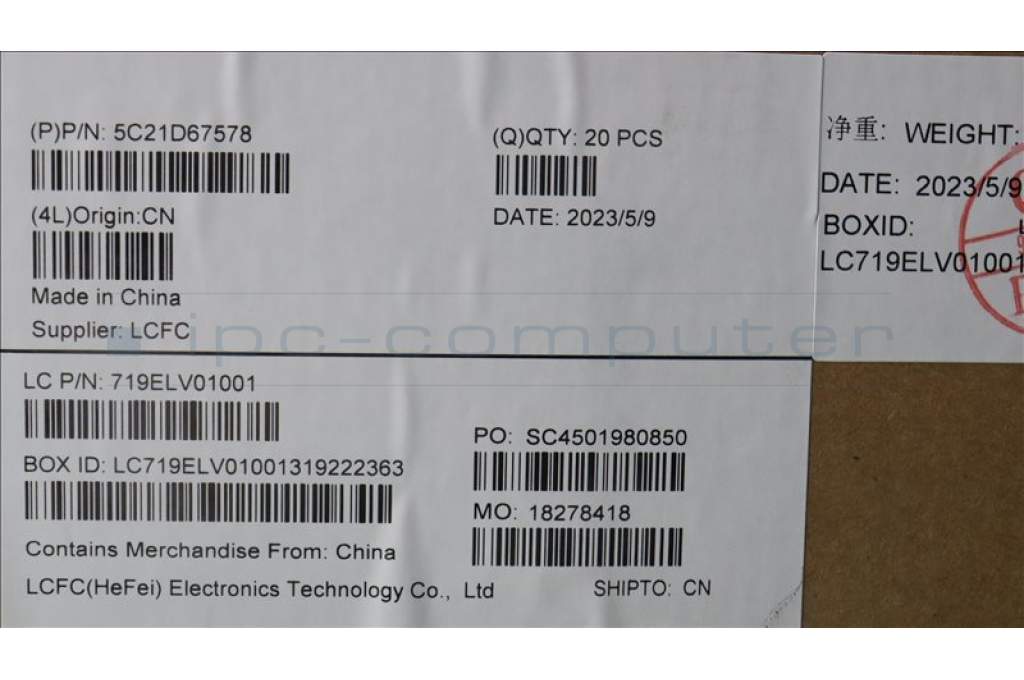 (P)P/N: 5C21D67578
(Q)QTY: 20 PCS
(4L)Origin:CN
DATE: 2023/5/9
Made in China
Supplier: LCFC
净重: WEIGHT:
DATE: 2023/5/9
BOXID:
LC719ELV01001
ipc-computer
LC P/N: 719ELV01001
BOX ID: LC719ELV01001319222363
PO: SC4501980850
MO: 18278418
Contains Merchandise From: China
LCFC(HeFei) Electronics Technology Co., Ltd
SHIPTO: CN